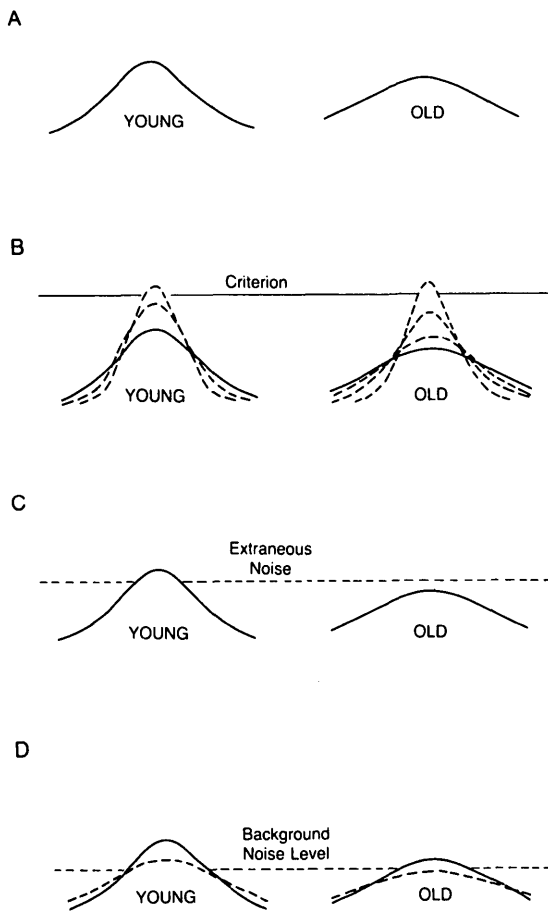 A
YOUNG
OLD
B
Criterion
YOUNG
OLD
C
Extraneous
Noise
YOUNG
OLD
D
Background
Noise Level
YOUNG
OLD